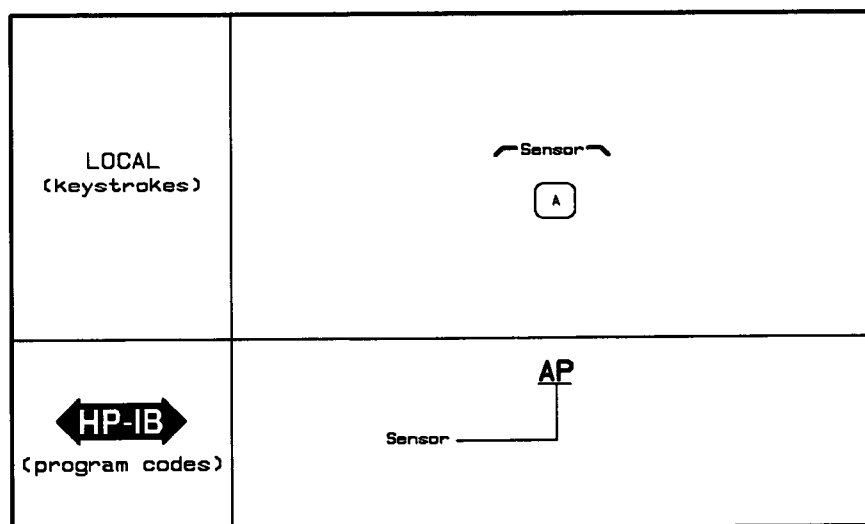 LOCAL
(keystrokes)
Sensor
A
HP-IB
(program codes)
AP
Sensor